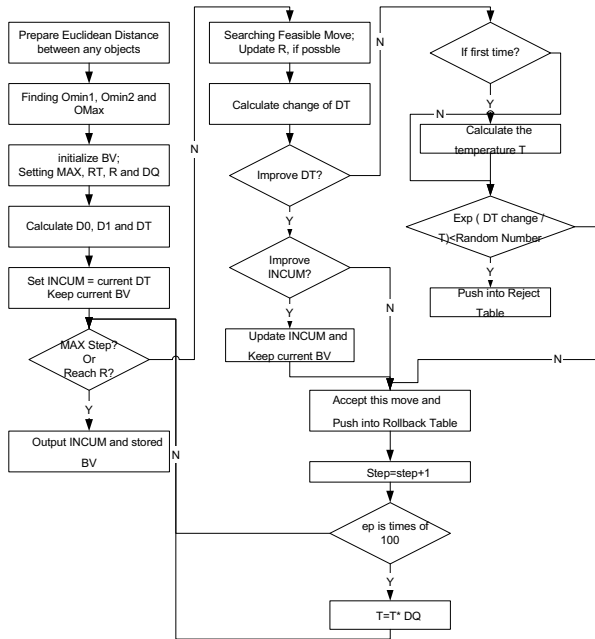 Prepare Euclidean Distance
between any objects
Finding Omin1, Omin2 and
OMax
initialize BV;
Setting MAX, RT, R and DQ
Calculate D0, D1 and DT
Set INCUM = current DT
Keep current BV
MAX Step?
Or
Reach R?
Y
Output INCUM and stored
BV
N
Searching Feasible Move;
Update R, if possble
Calculate change of DT
Improve DT?
Y
Improve
INCUM?
Y
Update INCUM and
Keep current BV
N
N
Accept this move and
Push into Rollback Table
Step=step+1
ep is times of
100
N
Y
T=T* DQ
If first time?
N
Y
Calculate the
temperature T
Exp ( DT change /
T)<Random Number
Y
Push into Reject
Table
N